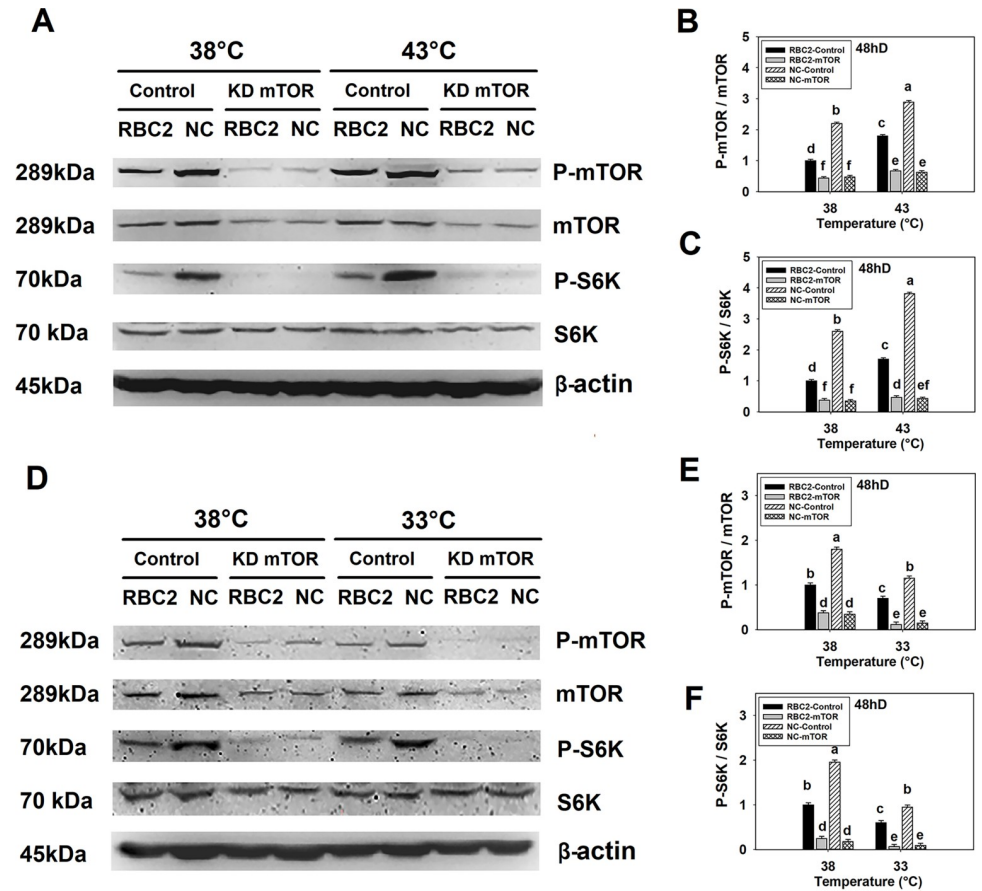 A
38°C 43°C
Control KD mTOR Control KD mTOR
RBC2 NC RBC2 NC RBC2 NC RBC2 NC
289kDa P-mTOR
289kDa mTOR
70kDa P-S6K
70 kDa S6K
45kDa β-actin
B
P-mTOR / mTOR
5
4
3
2
1
0
RBC2-Control
RBC2-mTOR
NC-Control
NC-mTOR
48hD
d f b f c e a e
38 43
Temperature (°C)
C
P-S6K / S6K
5
4
3
2
1
0
RBC2-Control
RBC2-mTOR
NC-Control
NC-mTOR
48hD
d f b f c d a ef
38 43
Temperature (°C)
D
38°C 33°C
Control KD mTOR Control KD mTOR
RBC2 NC RBC2 NC RBC2 NC RBC2 NC
289kDa P-mTOR
289kDa mTOR
70kDa P-S6K
70 kDa S6K
45kDa β-actin
E
P-mTOR / mTOR
3
2
1
0
RBC2-Control
RBC2-mTOR
NC-Control
NC-mTOR
48hD
b d a d c e b e
38 33
Temperature (°C)
F
P-S6K / S6K
3
2
1
0
RBC2-Control
RBC2-mTOR
NC-Control
NC-mTOR
48hD
b d a d c e b e
38 33
Temperature (°C)